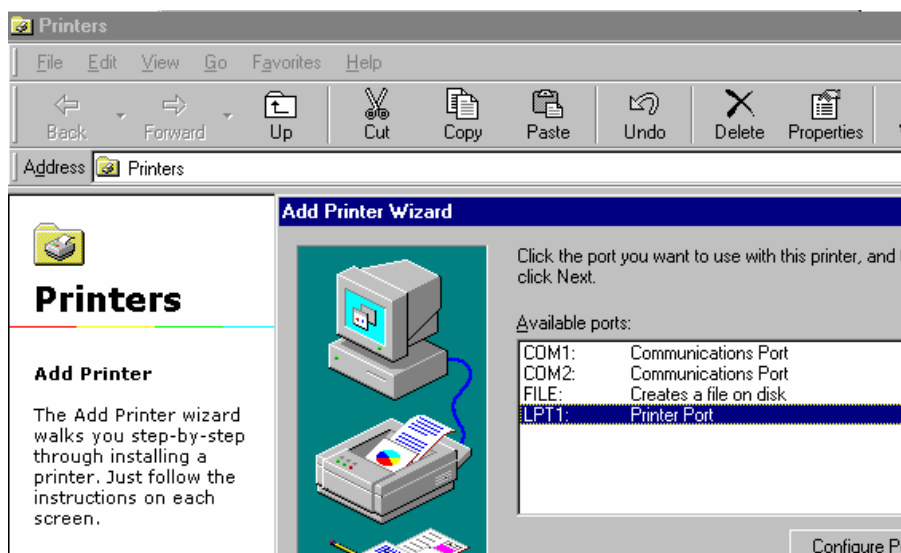 Printers
File Edit View Go Favorites Help
Back Forward Up Cut Copy Paste Undo Delete Properties
Address Printers
Add Printer Wizard
Printers
Add Printer
The Add Printer wizard
walks you step-by-step
through installing a
printer. Just follow the
instructions on each
screen.
Click the port you want to use with this printer, and
click Next.
Available ports:
COM1: Communications Port
COM2: Communications Port
FILE: Creates a file on disk
LPT1: Printer Port
Configure P